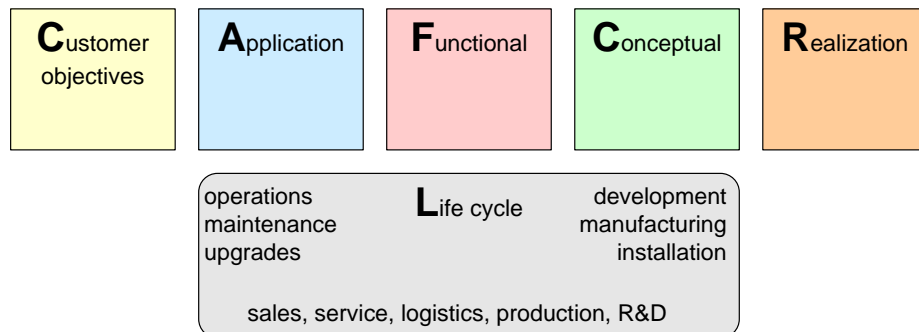 Customer
objectives
Application
Functional
Conceptual
Realization
operations
maintenance
upgrades
Life cycle
development
manufacturing
installation
sales, service, logistics, production, R&D